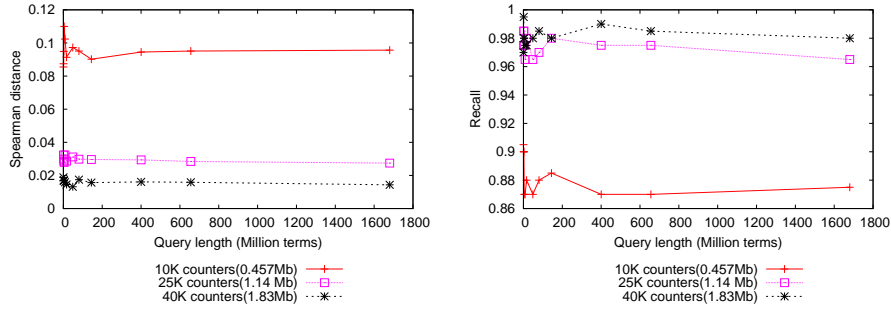 0.12
0.1
0.08
0.06
0.04
0.02
0
Spearman distance
0 200 400 600 800 1000 1200 1400 1600 1800
Query length (Million terms)
10K counters(0.457Mb)
25K counters(1.14 Mb)
40K counters(1.83Mb)
1
0.98
0.96
0.94
0.92
0.9
0.88
0.86
Recall
0 200 400 600 800 1000 1200 1400 1600 1800
Query length (Million terms)
10K counters(0.457Mb)
25K counters(1.14 Mb)
40K counters(1.83Mb)